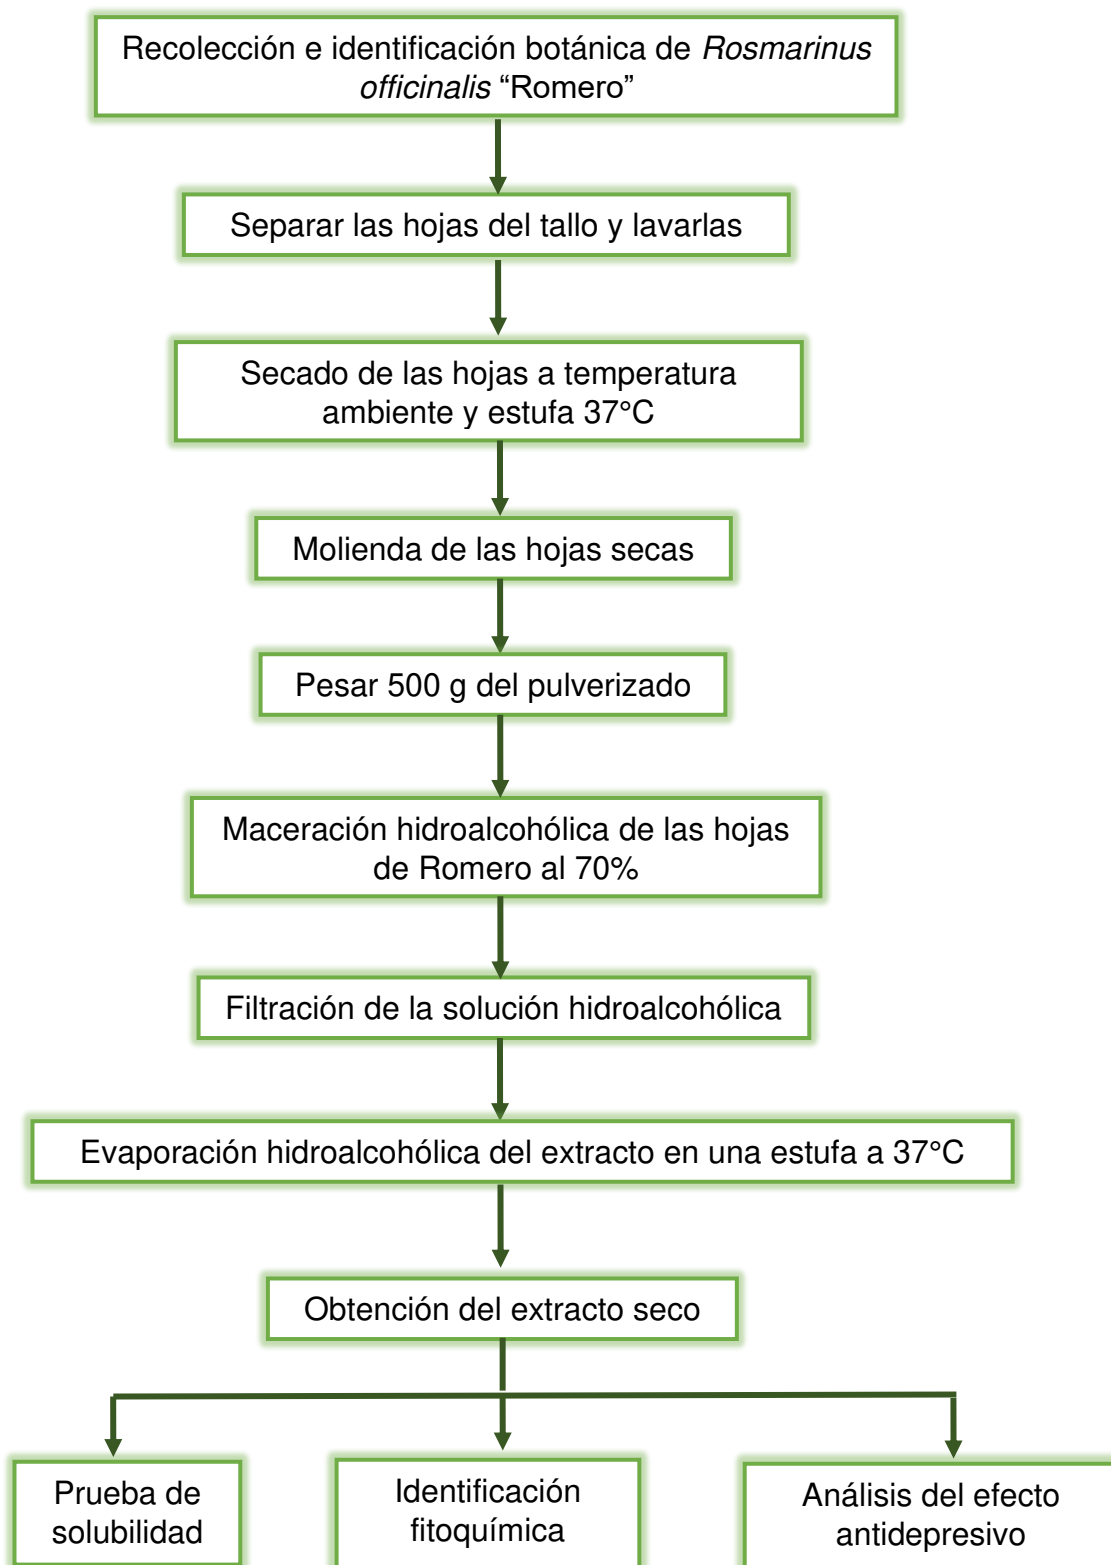 Recolección e identificación botánica de Rosmarinus
officinalis “Romero”
Separar las hojas del tallo y lavarlas
Secado de las hojas a temperatura
ambiente y estufa 37°C
Molienda de las hojas secas
Pesar 500 g del pulverizado
Maceración hidroalcohólica de las hojas
de Romero al 70%
Filtración de la solución hidroalcohólica
Evaporación hidroalcohólica del extracto en una estufa a 37°C
Obtención del extracto seco
Prueba de
solubilidad
Identificación
fitoquímica
Análisis del efecto
antidepresivo